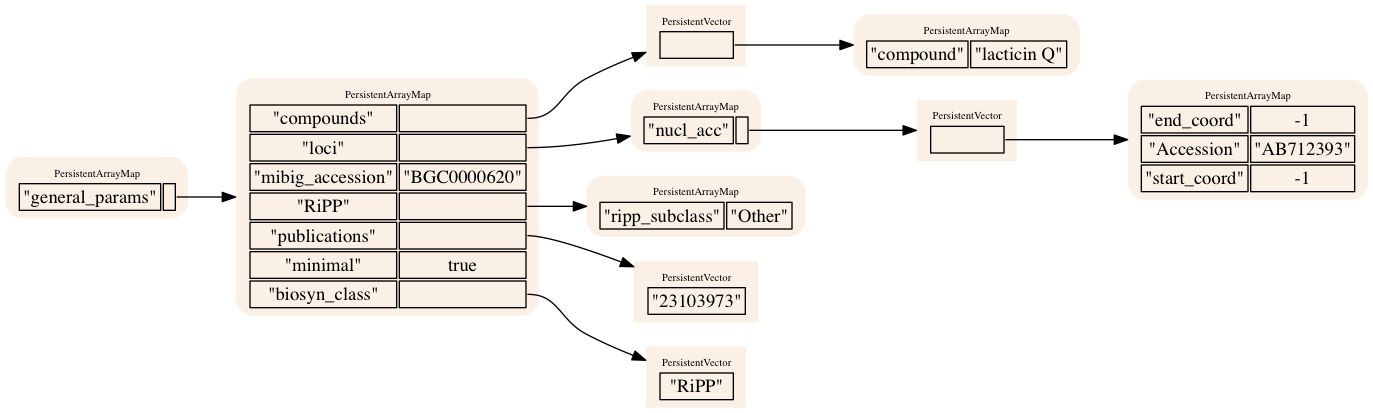 PersistentArrayMap
"general_params"
PersistentArrayMap
"compounds"
"loci"
"mibig_accession" "BGC0000620"
"RiPP"
"publications"
"minimal" true
"biosyn_class"
PersistentVector
PersistentArrayMap
"compound" "lacticin Q"
PersistentArrayMap
"nucl_acc"
PersistentVector
PersistentArrayMap
"end_coord" -1
"Accession" "AB712393"
"start_coord" -1
PersistentArrayMap
"ripp_subclass" "Other"
PersistentVector
"23103973"
PersistentVector
"RiPP"